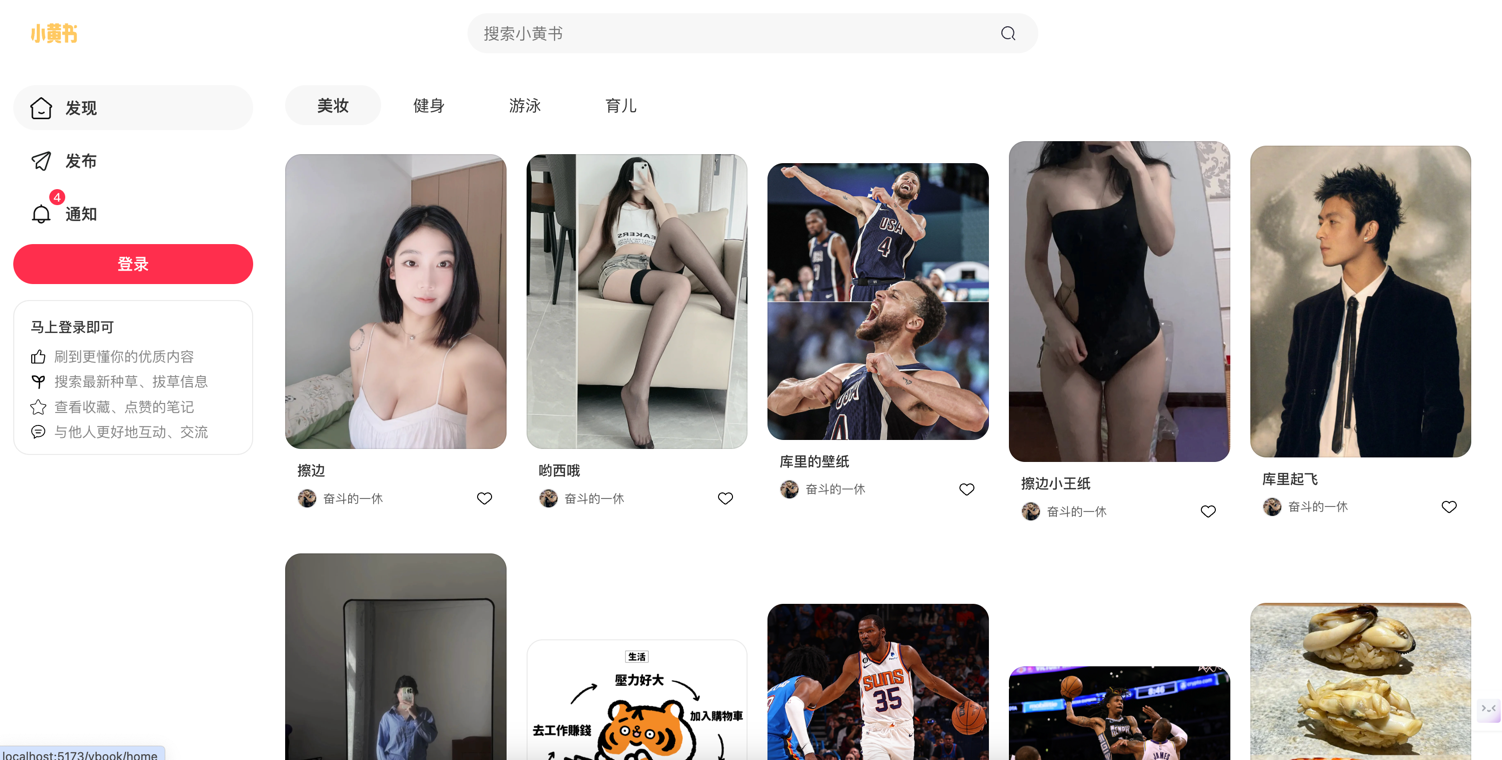 小黄书
搜索小黄书
发现
发布
4
通知
登录
马上登录即可
刷到更懂你的优质内容
搜索最新种草、拔草信息
查看收藏、点赞的笔记
与他人更好地互动、交流
美妆 健身 游泳 育儿
USA
4
擦边
奋斗的一休
哟西哦
奋斗的一休
库里的壁纸
奋斗的一休
擦边小王纸
奋斗的一休
库里起飞
奋斗的一休
生活
壓力好大
加入購物車
去工作賺錢
SUNS
35
localhost:5173/ybook/home